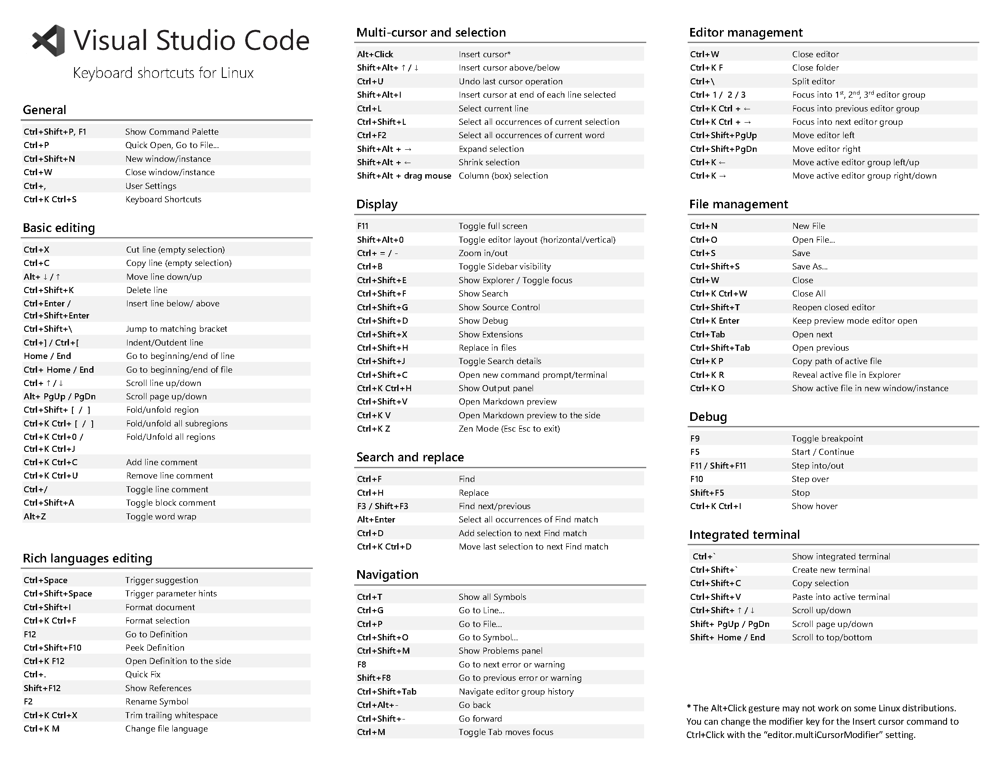 Visual Studio Code
Keyboard shortcuts for Linux
General
Ctrl+Shift+P, F1 Show Command Palette
Ctrl+P Quick Open, Go to File...
Ctrl+Shift+N New window/instance
Ctrl+W Close window/instance
Ctrl+, User Settings
Ctrl+K Ctrl+S Keyboard Shortcuts
Basic editing
Ctrl+X Cut line (empty selection)
Ctrl+C Copy line (empty selection)
Alt+ ↓ / ↑ Move line down/up
Ctrl+Shift+K Delete line
Ctrl+Enter / Insert line below/ above
Ctrl+Shift+Enter
Ctrl+Shift+\ Jump to matching bracket
Ctrl+] / Ctrl+[ Indent/Outdent line
Home / End Go to beginning/end of line
Ctrl+ Home / End Go to beginning/end of file
Ctrl+ ↑ / ↓ Scroll line up/down
Alt+ PgUp / PgDn Scroll page up/down
Ctrl+Shift+ [ / ] Fold/unfold region
Ctrl+K Ctrl+ [ / ] Fold/unfold all subregions
Ctrl+K Ctrl+0 / Fold/Unfold all regions
Ctrl+K Ctrl+J
Ctrl+K Ctrl+C Add line comment
Ctrl+K Ctrl+U Remove line comment
Ctrl+/ Toggle line comment
Ctrl+Shift+A Toggle block comment
Alt+Z Toggle word wrap
Rich languages editing
Ctrl+Space Trigger suggestion
Ctrl+Shift+Space Trigger parameter hints
Ctrl+Shift+I Format document
Ctrl+K Ctrl+F Format selection
F12 Go to Definition
Ctrl+Shift+F10 Peek Definition
Ctrl+K F12 Open Definition to the side
Ctrl+. Quick Fix
Shift+F12 Show References
F2 Rename Symbol
Ctrl+K Ctrl+X Trim trailing whitespace
Ctrl+K M Change file language
Multi-cursor and selection
Alt+Click Insert cursor*
Shift+Alt+ ↑ / ↓ Insert cursor above/below
Ctrl+U Undo last cursor operation
Shift+Alt+I Insert cursor at end of each line selected
Ctrl+L Select current line
Ctrl+Shift+L Select all occurrences of current selection
Ctrl+F2 Select all occurrences of current word
Shift+Alt + → Expand selection
Shift+Alt + ← Shrink selection
Shift+Alt + drag mouse Column (box) selection
Display
F11 Toggle full screen
Shift+Alt+0 Toggle editor layout (horizontal/vertical)
Ctrl+ = / - Zoom in/out
Ctrl+B Toggle Sidebar visibility
Ctrl+Shift+E Show Explorer / Toggle focus
Ctrl+Shift+F Show Search
Ctrl+Shift+G Show Source Control
Ctrl+Shift+D Show Debug
Ctrl+Shift+X Show Extensions
Ctrl+Shift+H Replace in files
Ctrl+Shift+J Toggle Search details
Ctrl+Shift+C Open new command prompt/terminal
Ctrl+K Ctrl+H Show Output panel
Ctrl+Shift+V Open Markdown preview
Ctrl+K V Open Markdown preview to the side
Ctrl+K Z Zen Mode (Esc Esc to exit)
Search and replace
Ctrl+F Find
Ctrl+H Replace
F3 / Shift+F3 Find next/previous
Alt+Enter Select all occurrences of Find match
Ctrl+D Add selection to next Find match
Ctrl+K Ctrl+D Move last selection to next Find match
Navigation
Ctrl+T Show all Symbols
Ctrl+G Go to Line...
Ctrl+P Go to File...
Ctrl+Shift+O Go to Symbol...
Ctrl+Shift+M Show Problems panel
F8 Go to next error or warning
Shift+F8 Go to previous error or warning
Ctrl+Shift+Tab Navigate editor group history
Ctrl+Alt+- Go back
Ctrl+Shift+- Go forward
Ctrl+M Toggle Tab moves focus
Editor management
Ctrl+W Close editor
Ctrl+K F Close folder
Ctrl+\ Split editor
Ctrl+ 1 / 2 / 3 Focus into 1st, 2nd, 3rd editor group
Ctrl+K Ctrl + ← Focus into previous editor group
Ctrl+K Ctrl + → Focus into next editor group
Ctrl+Shift+PgUp Move editor left
Ctrl+Shift+PgDn Move editor right
Ctrl+K ← Move active editor group left/up
Ctrl+K → Move active editor group right/down
File management
Ctrl+N New File
Ctrl+O Open File...
Ctrl+S Save
Ctrl+Shift+S Save As...
Ctrl+W Close
Ctrl+K Ctrl+W Close All
Ctrl+Shift+T Reopen closed editor
Ctrl+K Enter Keep preview mode editor open
Ctrl+Tab Open next
Ctrl+Shift+Tab Open previous
Ctrl+K P Copy path of active file
Ctrl+K R Reveal active file in Explorer
Ctrl+K O Show active file in new window/instance
Debug
F9 Toggle breakpoint
F5 Start / Continue
F11 / Shift+F11 Step into/out
F10 Step over
Shift+F5 Stop
Ctrl+K Ctrl+I Show hover
Integrated terminal
Ctrl+` Show integrated terminal
Ctrl+Shift+` Create new terminal
Ctrl+Shift+C Copy selection
Ctrl+Shift+V Paste into active terminal
Ctrl+Shift+ ↑ / ↓ Scroll up/down
Shift+ PgUp / PgDn Scroll page up/down
Shift+ Home / End Scroll to top/bottom
* The Alt+Click gesture may not work on some Linux distributions.
You can change the modifier key for the Insert cursor command to
Ctrl+Click with the “editor.multiCursorModifier” setting.